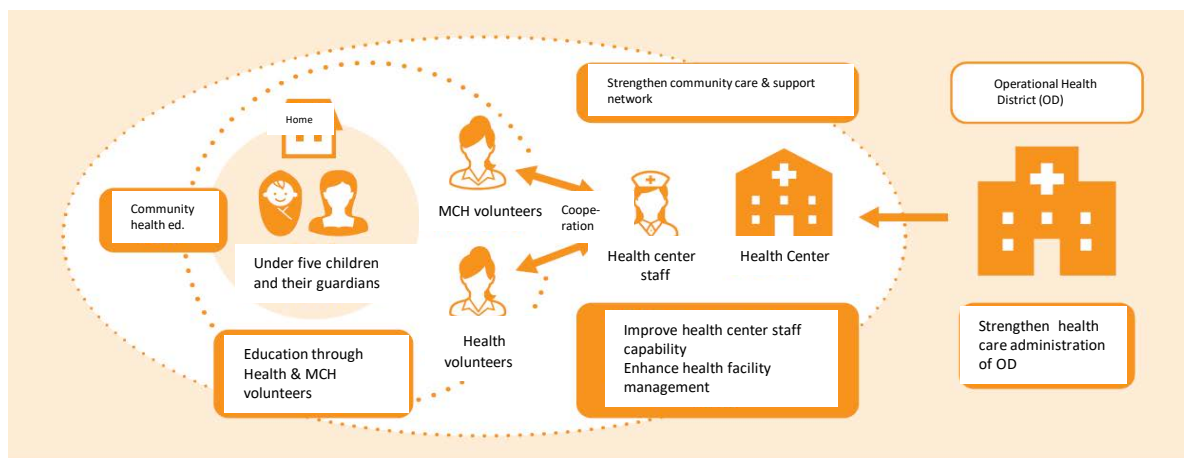 Strengthen community care & support
network
Operational Health
District (OD)
Home
Community
health ed.
MCH volunteers
Coope-
ration
Under five children
and their guardians
Health center
staff
Health Center
Health
volunteers
Education through
Health & MCH
volunteers
Improve health center staff
capability
Enhance health facility
management
Strengthen health
care administration
of OD